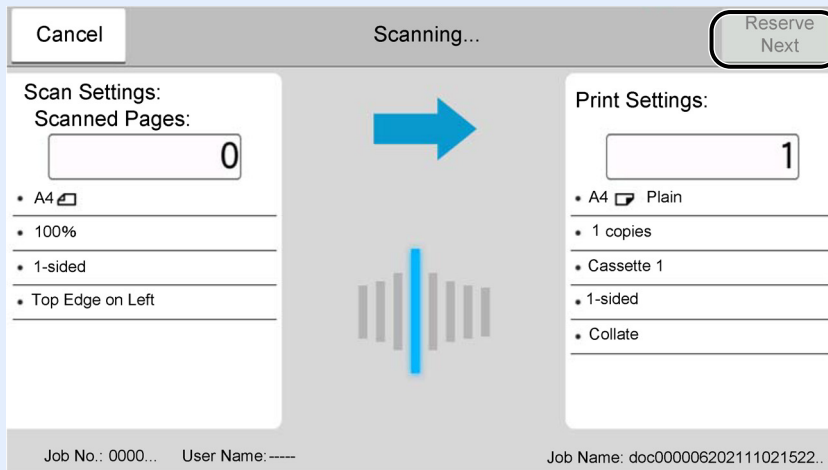 Cancel
Scanning...
Reserve
Next
Scan Settings:
Scanned Pages:
0
• A4
• 100%
• 1-sided
• Top Edge on Left
Print Settings:
1
• A4 Plain
• 1 copies
• Cassette 1
• 1-sided
• Collate
Job No.: 0000... User Name: -----
Job Name: doc000006202111021522..